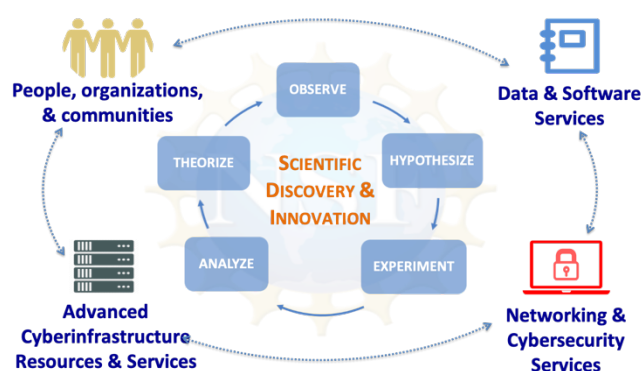 People, organizations,
& communities
Data & Software
Services
OBSERVE
HYPOTHESIZE
EXPERIMENT
ANALYZE
THEORIZE
SCIENTIFIC
DISCOVERY &
INNOVATION
NSF
Advanced
Cyberinfrastructure
Resources & Services
Networking &
Cybersecurity
Services